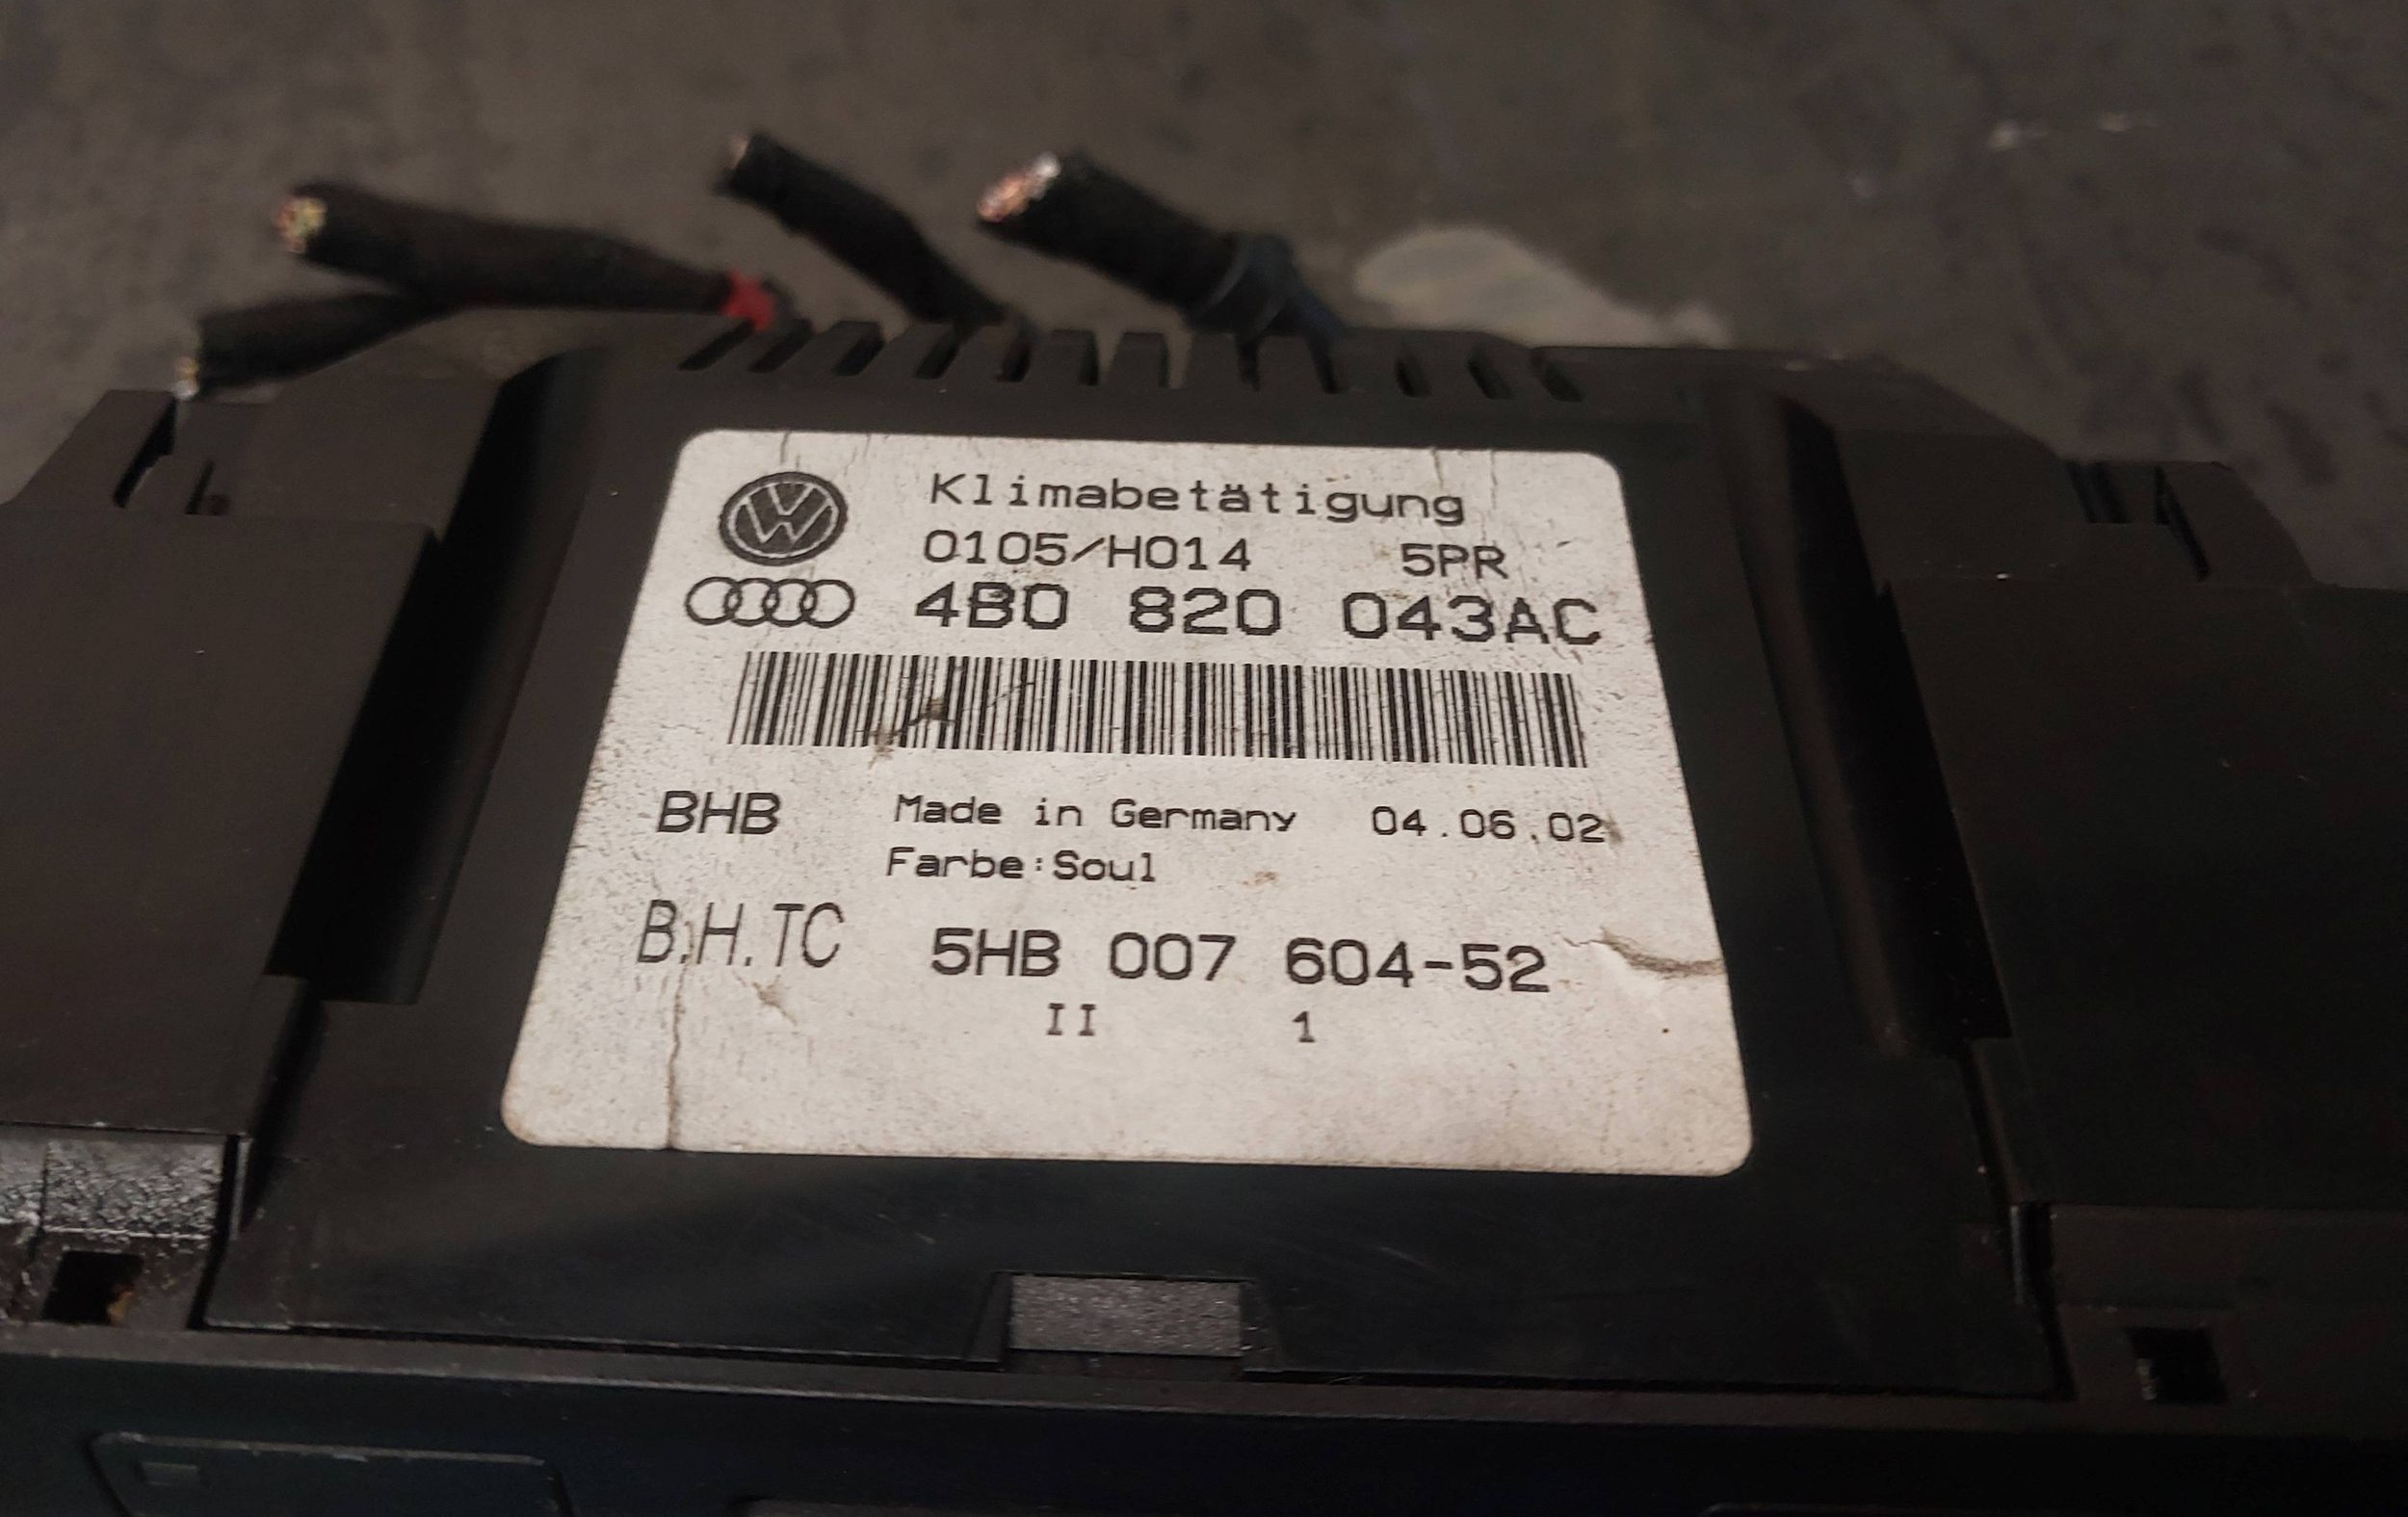 Klimabetätigung
0105/H014 5PR
4B0 820 043AC
BHB Made in Germany 04.06.02
Farbe:Soul
B.H.TC 5HB 007 604-52
II 1